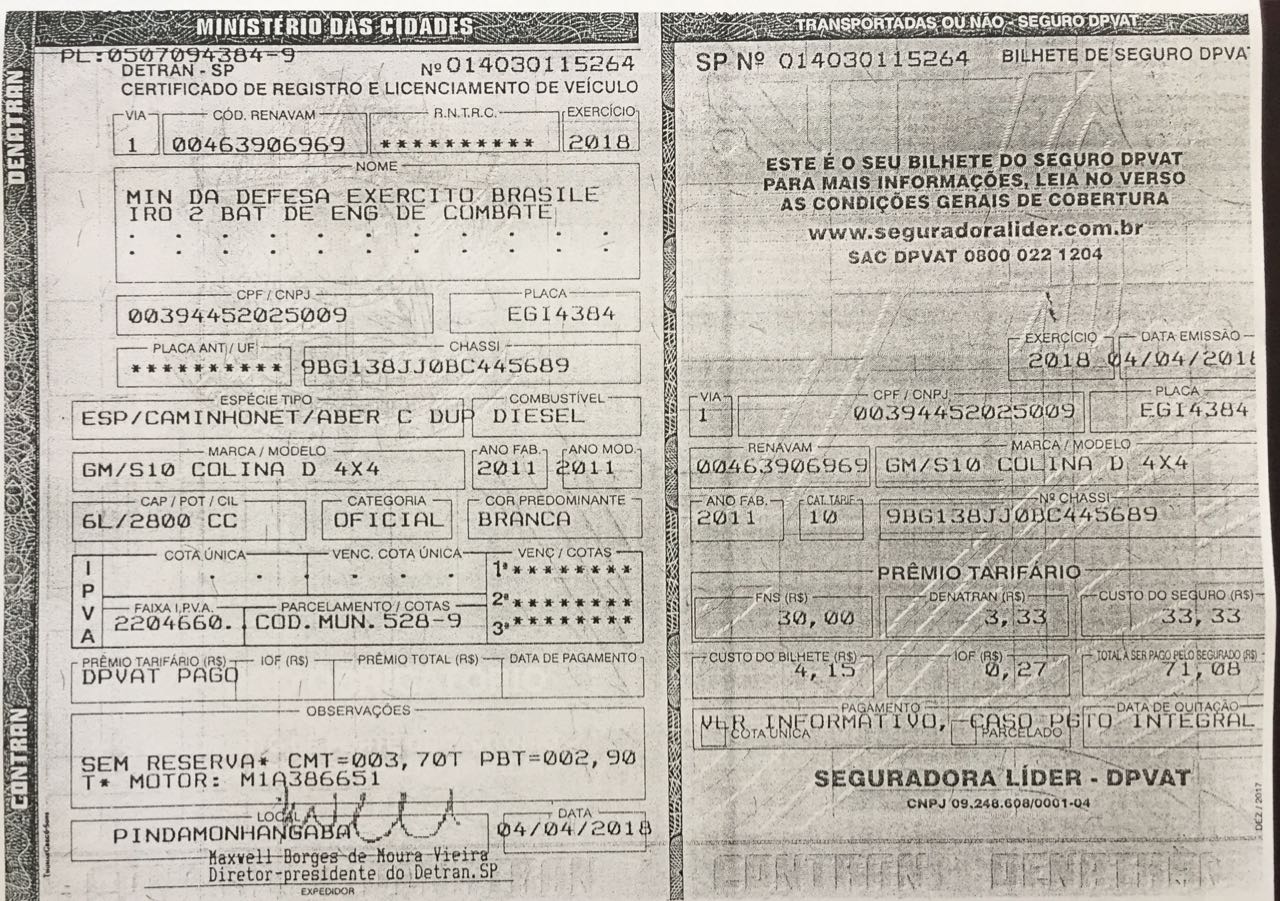 MINISTÉRIO DAS CIDADES
PL:0507094384-9
DETRAN - SP Nº 014030115264
CERTIFICADO DE REGISTRO E LICENCIAMENTO DE VEÍCULO
VIA CÓD. RENAVAM R.N.T.R.C. EXERCÍCIO
1 00463906969 ********** 2018
NOME
MIN DA DEFESA EXERCITO BRASILE
IRO 2 BAT DE ENG DE COMBATE
CPF / CNPJ PLACA
00394452025009 EGI4384
PLACA ANT / UF CHASSI
********** 9BG138JJ0BC445689
ESPÉCIE TIPO COMBUSTÍVEL
ESP/CAMINHONET/ABER C DUP DIESEL
MARCA / MODELO ANO FAB. ANO MOD.
GM/S10 COLINA D 4X4 2011 2011
CAP / POT / CIL CATEGORIA COR PREDOMINANTE
6L/2800 CC OFICIAL BRANCA
IPVA
COTA ÚNICA VENC. COTA ÚNICA VENÇ / COTAS
1ª ********
FAIXA I.P.V.A. PARCELAMENTO / COTAS 2ª ********
2204660. COD.MUN.528-9 3ª ********
PRÊMIO TARIFÁRIO (R$) IOF (R$) PRÊMIO TOTAL (R$) DATA DE PAGAMENTO
DPVAT PAGO
OBSERVAÇÕES
SEM RESERVA* CMT=003,70T PBT=002,90
T* MOTOR: M1A386651
LOCAL DATA
PINDAMONHANGABA 04/04/2018
Maxwell Borges de Moura Vieira
Diretor-presidente do Detran.SP
EXPEDIDOR
DENATRAN
CONTRAN
TRANSPORTADAS OU NÃO - SEGURO DPVAT
SP Nº 014030115264 BILHETE DE SEGURO DPVA
ESTE É O SEU BILHETE DO SEGURO DPVAT
PARA MAIS INFORMAÇÕES, LEIA NO VERSO
AS CONDIÇÕES GERAIS DE COBERTURA
www.seguradoralider.com.br
SAC DPVAT 0800 022 1204
EXERCÍCIO DATA EMISSÃO
2018 04/04/2018
VIA CPF / CNPJ PLACA
1 00394452025009 EGI4384
RENAVAM MARCA / MODELO
00463906969 GM/S10 COLINA D 4X4
ANO FAB. CAT. TARIF. Nº CHASSI
2011 10 9BG138JJ0BC445689
PRÊMIO TARIFÁRIO
FNS (R$) DENATRAN (R$) CUSTO DO SEGURO (R$)
30,00 3,33 33,33
CUSTO DO BILHETE (R$) IOF (R$) TOTAL A SER PAGO PELO SEGURADO (R$)
4,15 0,27 71,08
PAGAMENTO DATA DE QUITAÇÃO
VER INFORMATIVO, CASO PGTO INTEGRAL
COTA ÚNICA PARCELADO
SEGURADORA LÍDER - DPVAT
CNPJ 09.248.608/0001-04
DEZ / 2017